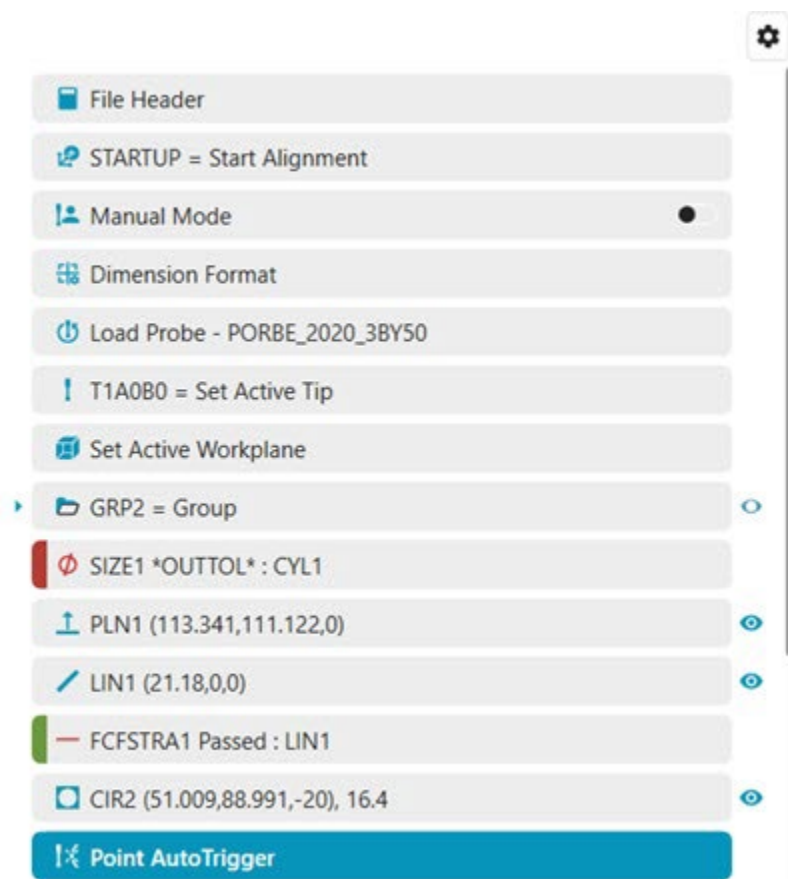 File Header
STARTUP = Start Alignment
Manual Mode
Dimension Format
Load Probe - PORBE_2020_3BY50
T1A0B0 = Set Active Tip
Set Active Workplane
GRP2 = Group
SIZE1 *OUTTOL* : CYL1
PLN1 (113.341,111.122,0)
LIN1 (21.18,0,0)
FCFSTRA1 Passed : LIN1
CIR2 (51.009,88.991,-20), 16.4
Point AutoTrigger